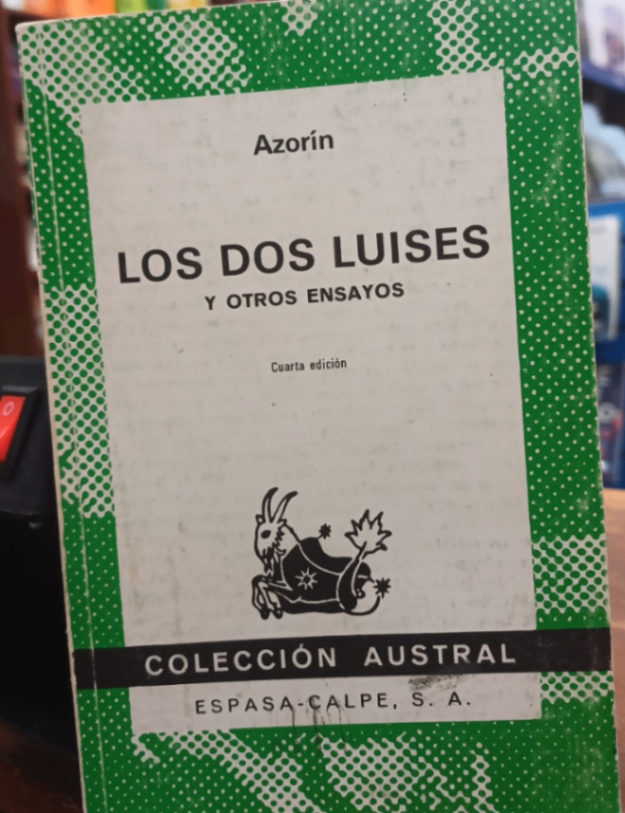 Azorín
LOS DOS LUISES
Y OTROS ENSAYOS
Cuarta edición
COLECCIÓN AUSTRAL
ESPASA-CALPE, S. A.